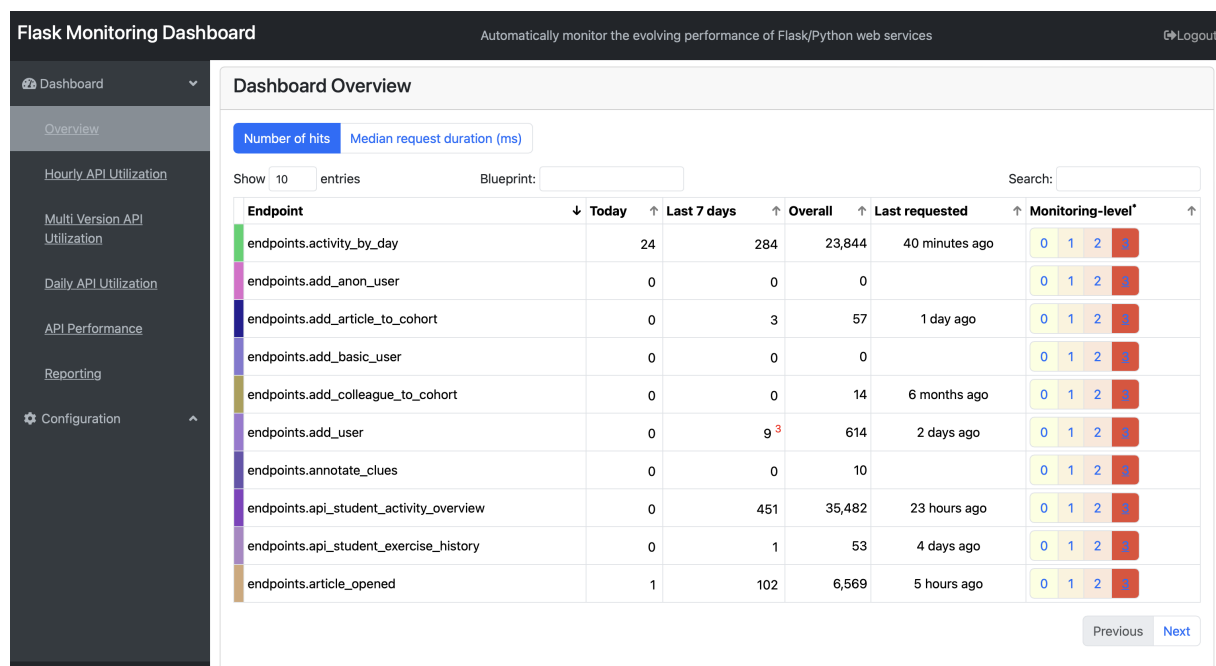 Flask Monitoring Dashboard
Automatically monitor the evolving performance of Flask/Python web services
Logout
Dashboard
Overview
Hourly API Utilization
Multi Version API
Utilization
Daily API Utilization
API Performance
Reporting
Configuration
Dashboard Overview
Number of hits Median request duration (ms)
Show 10 entries Blueprint: Search:
Endpoint Today Last 7 days Overall Last requested Monitoring-level*
endpoints.activity_by_day 24 284 23,844 40 minutes ago 0 1 2 3
endpoints.add_anon_user 0 0 0 0 1 2 3
endpoints.add_article_to_cohort 0 3 57 1 day ago 0 1 2 3
endpoints.add_basic_user 0 0 0 0 1 2 3
endpoints.add_colleague_to_cohort 0 0 14 6 months ago 0 1 2 3
endpoints.add_user 0 9 3 614 2 days ago 0 1 2 3
endpoints.annotate_clues 0 0 10 0 1 2 3
endpoints.api_student_activity_overview 0 451 35,482 23 hours ago 0 1 2 3
endpoints.api_student_exercise_history 0 1 53 4 days ago 0 1 2 3
endpoints.article_opened 1 102 6,569 5 hours ago 0 1 2 3
Previous Next